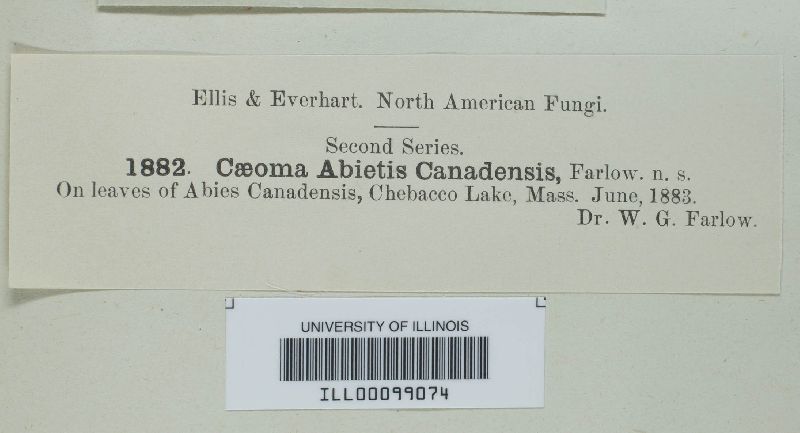 Ellis & Everhart. North American Fungi.
Second Series.
1882. Cæoma Abietis Canadensis, Farlow. n. s.
On leaves of Abies Canadensis, Chebacco Lake, Mass. June, 1883.
Dr. W. G. Farlow.
UNIVERSITY OF ILLINOIS
ILL00099074